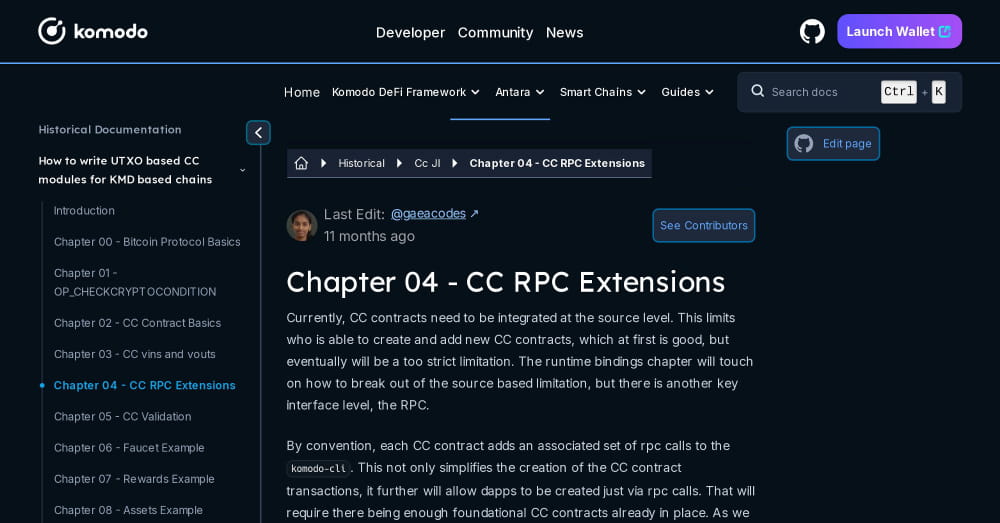 komodo
Developer Community News
Launch Wallet
Home Komodo DeFi Framework Antara Smart Chains Guides
Search docs Ctrl + K
Historical Documentation
How to write UTXO based CC
modules for KMD based chains
Introduction
Chapter 00 - Bitcoin Protocol Basics
Chapter 01 -
OP_CHECKCRYPTOCONDITION
Chapter 02 - CC Contract Basics
Chapter 03 - CC vins and vouts
Chapter 04 - CC RPC Extensions
Chapter 05 - CC Validation
Chapter 06 - Faucet Example
Chapter 07 - Rewards Example
Chapter 08 - Assets Example
Historical Cc Jl Chapter 04 - CC RPC Extensions
Edit page
Last Edit: @gaeacodes ↗
11 months ago
See Contributors
Chapter 04 - CC RPC Extensions
Currently, CC contracts need to be integrated at the source level. This limits
who is able to create and add new CC contracts, which at first is good, but
eventually will be a too strict limitation. The runtime bindings chapter will touch
on how to break out of the source based limitation, but there is another key
interface level, the RPC.
By convention, each CC contract adds an associated set of rpc calls to the
komodo-cli. This not only simplifies the creation of the CC contract
transactions, it further will allow dapps to be created just via rpc calls. That will
require there being enough foundational CC contracts already in place. As we